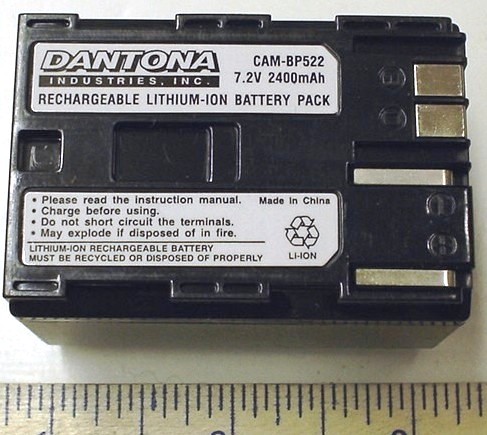 DANTONA
INDUSTRIES, INC.
CAM-BP522
7.2V 2400mAh
RECHARGEABLE LITHIUM-ION BATTERY PACK
• Please read the instruction manual.
• Charge before using.
• Do not short circuit the terminals.
• May explode if disposed of in fire.
Made in China
LITHIUM-ION RECHARGEABLE BATTERY
MUST BE RECYCLED OR DISPOSED OF PROPERLY
LI-ION